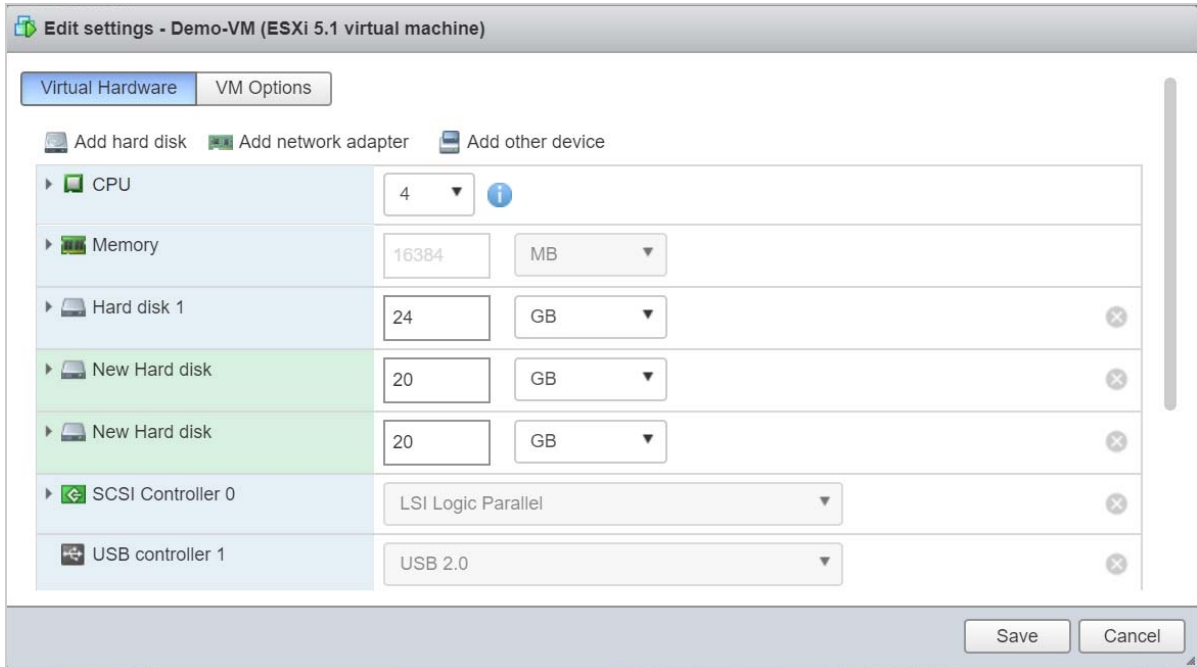 Edit settings - Demo-VM (ESXi 5.1 virtual machine)
Virtual Hardware VM Options
Add hard disk Add network adapter Add other device
CPU 4
Memory 16384 MB
Hard disk 1 24 GB
New Hard disk 20 GB
New Hard disk 20 GB
SCSI Controller 0 LSI Logic Parallel
USB controller 1 USB 2.0
Save Cancel